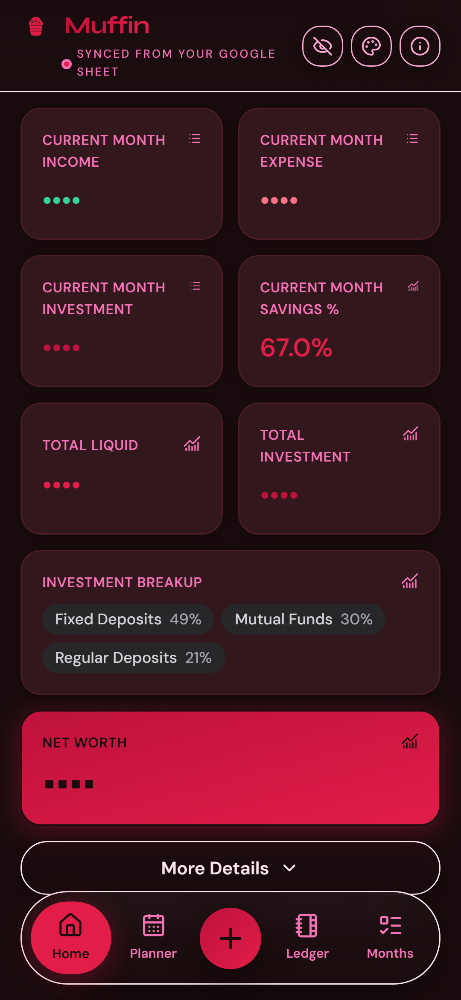 Muffin
SYNCED FROM YOUR GOOGLE
SHEET
CURRENT MONTH
INCOME
••••
CURRENT MONTH
EXPENSE
••••
CURRENT MONTH
INVESTMENT
••••
CURRENT MONTH
SAVINGS %
67.0%
TOTAL LIQUID
••••
TOTAL
INVESTMENT
••••
INVESTMENT BREAKUP
Fixed Deposits 49%
Mutual Funds 30%
Regular Deposits 21%
NET WORTH
▪▪▪▪
More Details
Home
Planner
Ledger
Months